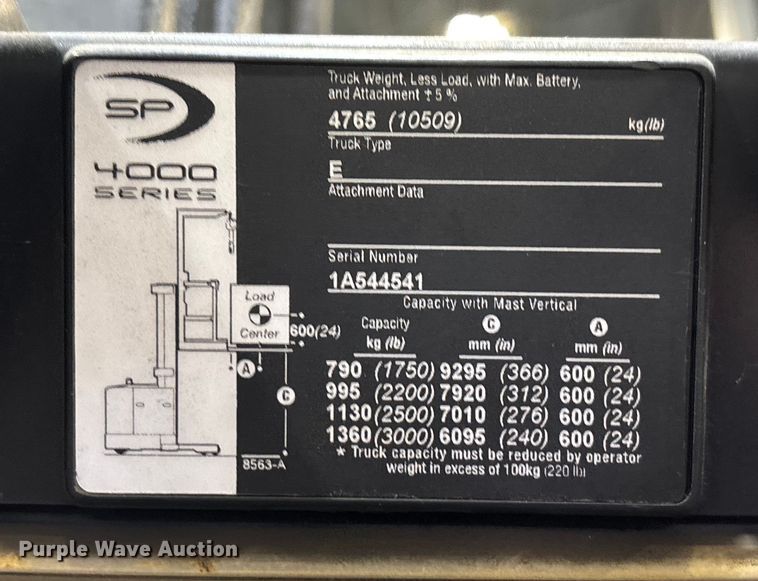 SP
4000
SERIES
Truck Weight, Less Load, with Max. Battery,
and Attachment ± 5 %
4765 (10509) kg(lb)
Truck Type
E
Attachment Data
Serial Number
1A544541
Capacity with Mast Vertical
Capacity G A
kg (lb) mm (in) mm (in)
790 (1750) 9295 (366) 600 (24)
995 (2200) 7920 (312) 600 (24)
1130 (2500) 7010 (276) 600 (24)
1360 (3000) 6095 (240) 600 (24)
* Truck capacity must be reduced by operator
weight in excess of 100kg (220 lb)
Load
Center
600(24)
A
G
8563-A
Purple Wave Auction